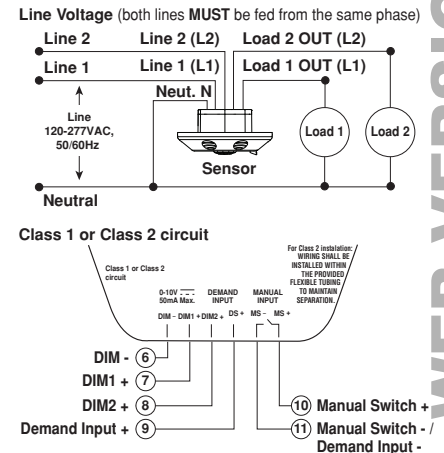 Line Voltage (both lines MUST be fed from the same phase)
Line 2 Line 2 (L2) Load 2 OUT (L2)
Line 1 Line 1 (L1) Load 1 OUT (L1)
Neut. N
Line
120-277VAC,
50/60Hz
Load 1 Load 2
Sensor
Neutral
Class 1 or Class 2 circuit
For Class 2 instalation:
WIRING SHALL BE
INSTALLED WITHIN
THE PROVIDED
FLEXIBLE TUBING
TO MAINTAIN
SEPARATION.
Class 1 or Class 2
circuit
0-10V
50mA Max.
DEMAND
INPUT
MANUAL
INPUT
DIM - DIM1 + DIM2 + DS + MS - MS +
DIM - 6
DIM1 + 7
DIM2 + 8
Demand Input + 9
10 Manual Switch +
11 Manual Switch - /
Demand Input -